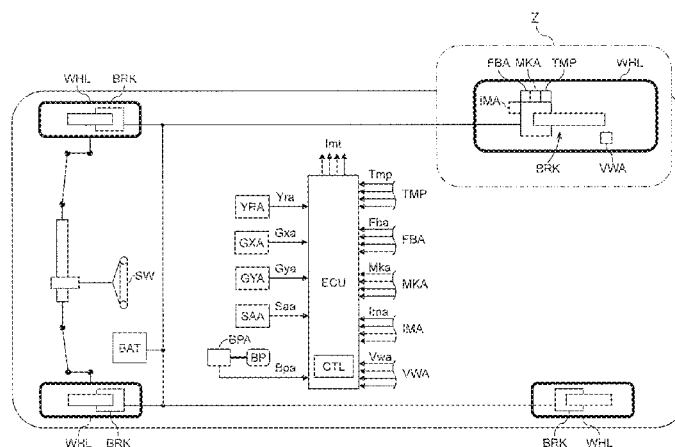 Z
FBA MKA TMP
WHL BRK
WHL
IMA
BRK
VWA
Imt
Tmp
TMP
YRA Yra
Fba
FBA
GXA Gxa
ECU
Mka
MKA
GYA Gya
SW
Ima
IMA
SAA Saa
BPA
BP
BAT
Bpa
CTL
Vwa
VWA
WHL BRK
BRK WHL